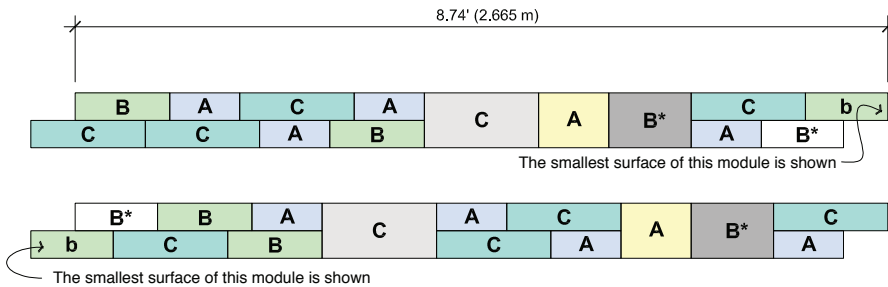 8.74' (2.665 m)
B A C A C A B* C b
C C A B A B*
The smallest surface of this module is shown
B* B A C A C A B* C
b C B C A A
The smallest surface of this module is shown